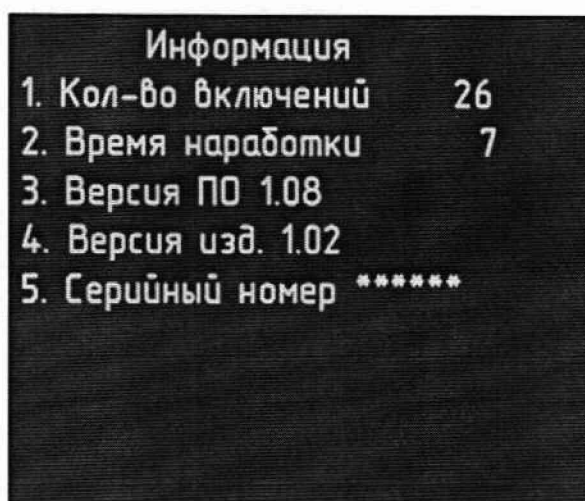 Информация
1. Кол-во включений 26
2. Время наработки 7
3. Версия ПО 1.08
4. Версия изд. 1.02
5. Серийный номер ******